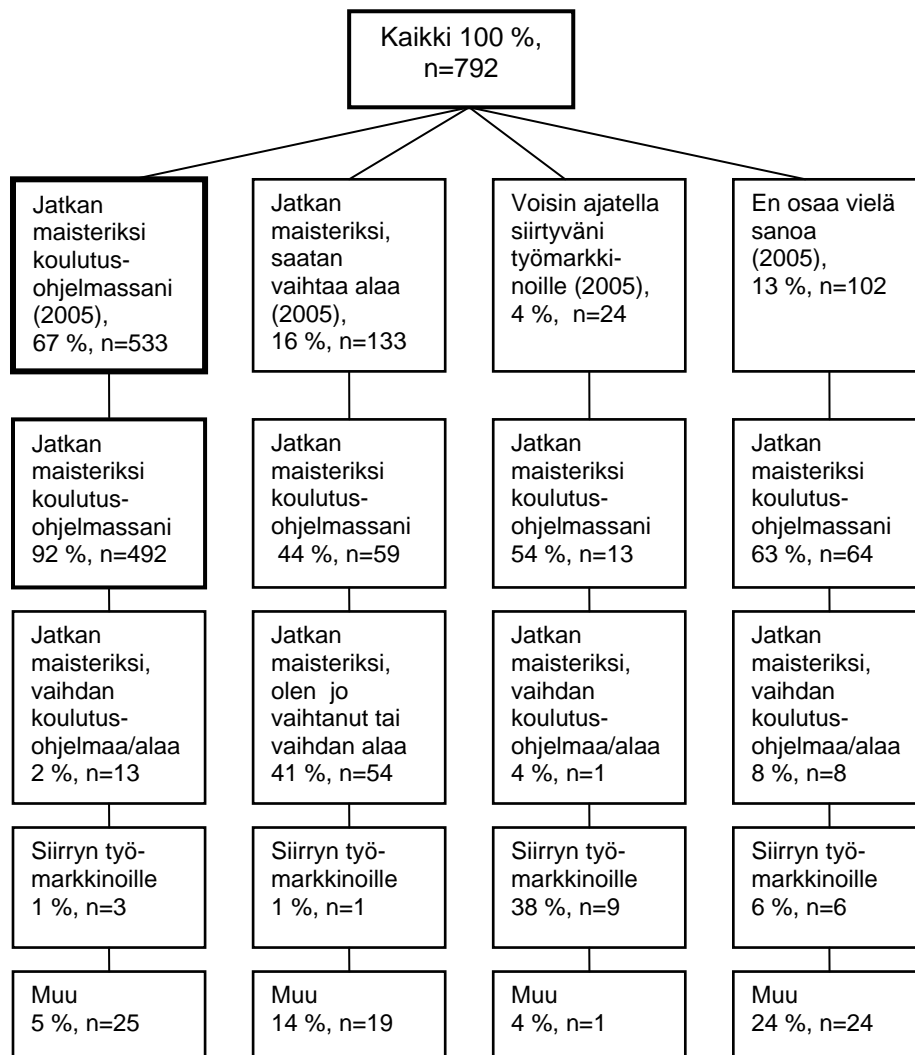 Kaikki 100 %,
n=792
Jatkan
maisteriksi
koulutus-
ohjelmassani
(2005),
67 %, n=533
Jatkan
maisteriksi,
saatan
vaihtaa alaa
(2005),
16 %, n=133
Voisin ajatella
siirtyväni
työmarkki-
noille (2005),
4 %, n=24
En osaa vielä
sanoa
(2005),
13 %, n=102
Jatkan
maisteriksi
koulutus-
ohjelmassani
92 %, n=492
Jatkan
maisteriksi
koulutus-
ohjelmassani
44 %, n=59
Jatkan
maisteriksi
koulutus-
ohjelmassani
54 %, n=13
Jatkan
maisteriksi
koulutus-
ohjelmassani
63 %, n=64
Jatkan
maisteriksi,
vaihdan
koulutus-
ohjelmaa/alaa
2 %, n=13
Jatkan
maisteriksi,
olen jo
vaihtanut tai
vaihdan alaa
41 %, n=54
Jatkan
maisteriksi,
vaihdan
koulutus-
ohjelmaa/alaa
4 %, n=1
Jatkan
maisteriksi,
vaihdan
koulutus-
ohjelmaa/alaa
8 %, n=8
Siirryn työ-
markkinoille
1 %, n=3
Siirryn työ-
markkinoille
1 %, n=1
Siirryn työ-
markkinoille
38 %, n=9
Siirryn työ-
markkinoille
6 %, n=6
Muu
5 %, n=25
Muu
14 %, n=19
Muu
4 %, n=1
Muu
24 %, n=24